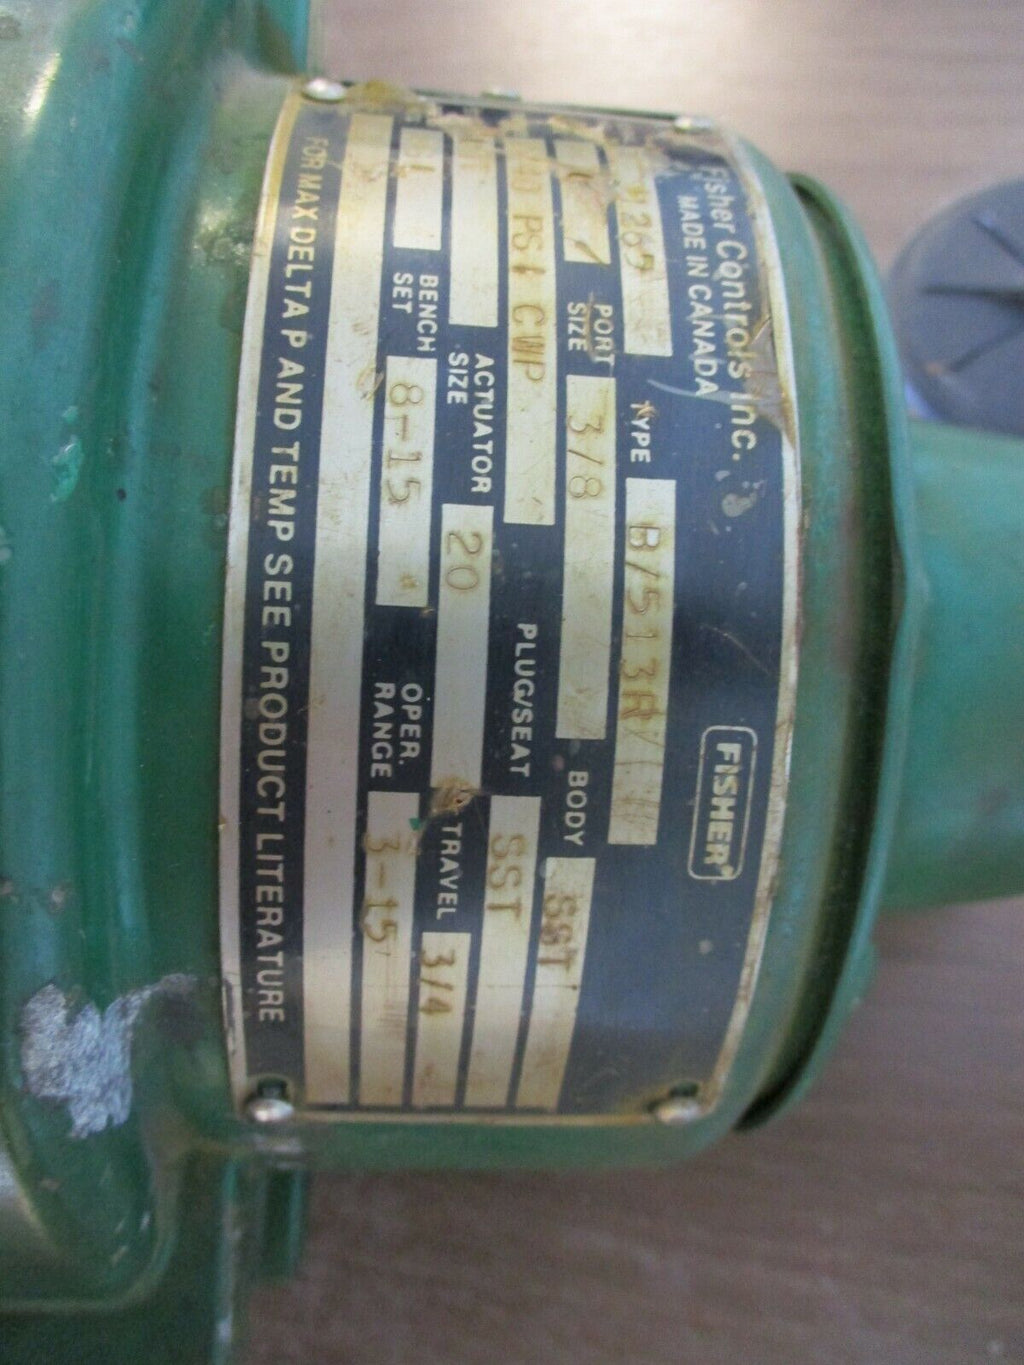 Fisher Controls Inc.
MADE IN CANADA
FISHER
TYPE B/513R
PORT SIZE 3/8 BODY SST
PSI CWP PLUG/SEAT SST
ACTUATOR SIZE 20 TRAVEL 3/4
BENCH SET 8-15 OPER. RANGE 3-15
FOR MAX DELTA P AND TEMP SEE PRODUCT LITERATURE